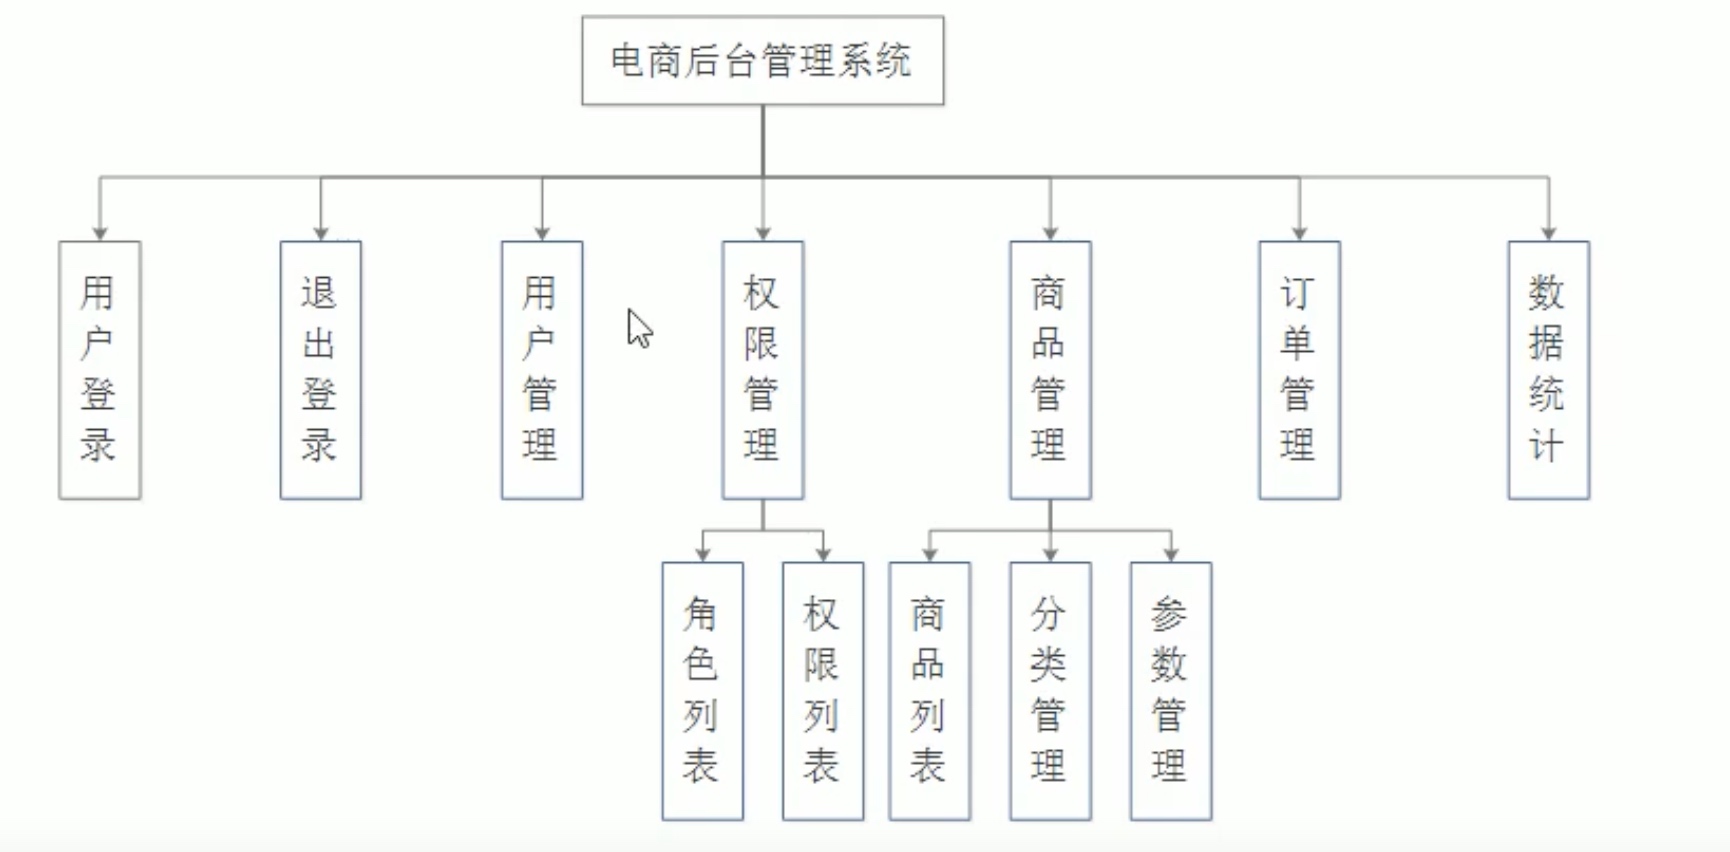 电商后台管理系统
用户登录
退出登录
用户管理
权限管理
商品管理
订单管理
数据统计
角色列表
权限列表
商品列表
分类管理
参数管理